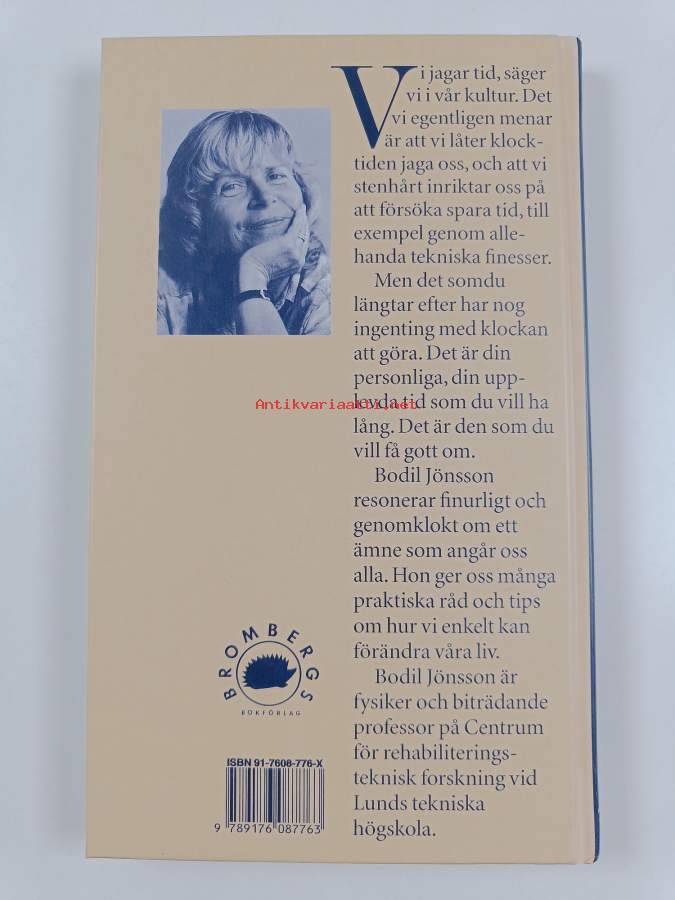 Vi jagar tid, säger
vi i vår kultur. Det
vi egentligen menar
är att vi låter klock-
tiden jaga oss, och att vi
stenhårt inriktar oss på
att försöka spara tid, till
exempel genom alle-
handa tekniska finesser.
Men det somdu
längtar efter har nog
ingenting med klockan
att göra. Det är din
personliga, din upp-
levda tid som du vill ha
lång. Det är den som du
vill få gott om.
Bodil Jönsson
resonerar finurligt och
genomklokt om ett
ämne som angår oss
alla. Hon ger oss många
praktiska råd och tips
om hur vi enkelt kan
förändra våra liv.
Bodil Jönsson är
fysiker och biträdande
professor på Centrum
för rehabiliterings-
teknisk forskning vid
Lunds tekniska
högskola.
Antikvariaatti.net
BROMBERGS
BOKFÖRLAG
ISBN 91-7608-776-X
9 789176 087763